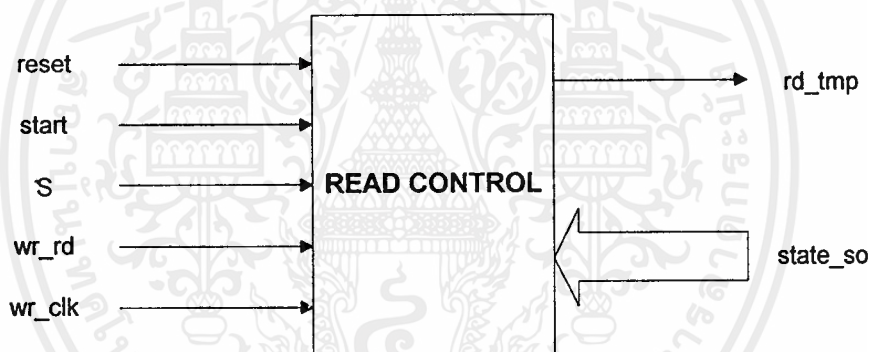 reset
start
S
wr_rd
wr_clk
READ CONTROL
rd_tmp
state_so